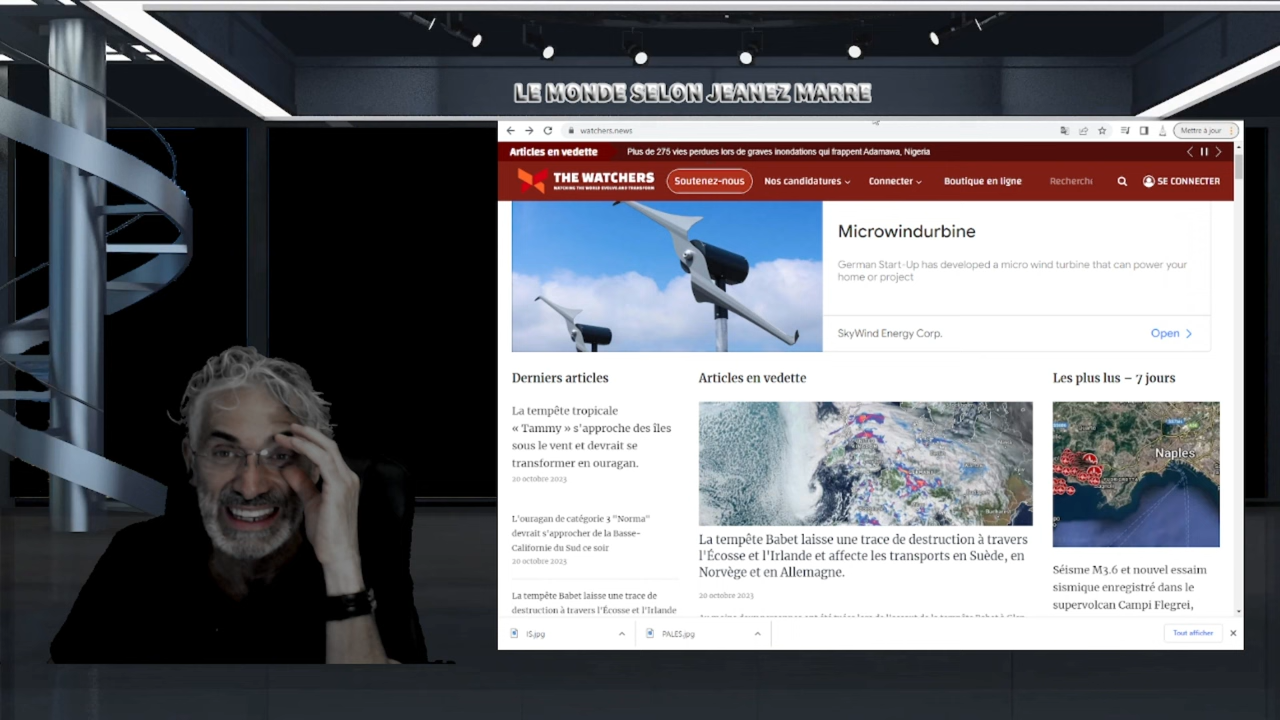 LE MONDE SELON JEANEZ MARRE
watchers.news
Mettre à jour
Articles en vedette
Plus de 275 vies perdues lors de graves inondations qui frappent Adamawa, Nigeria
THE WATCHERS
WATCHING THE WORLD EVOLVE AND TRANSFORM
Soutenez-nous
Nos candidatures
Connecter
Boutique en ligne
Recherche
SE CONNECTER
Microwindurbine
German Start-Up has developed a micro wind turbine that can power your
home or project
SkyWind Energy Corp.
Open
Derniers articles
La tempête tropicale
« Tammy » s'approche des îles
sous le vent et devrait se
transformer en ouragan.
20 octobre 2023
L'ouragan de catégorie 3 "Norma"
devrait s'approcher de la Basse-
Californie du Sud ce soir
20 octobre 2023
La tempête Babet laisse une trace de
destruction à travers l'Écosse et l'Irlande
Articles en vedette
La tempête Babet laisse une trace de destruction à travers
l'Écosse et l'Irlande et affecte les transports en Suède, en
Norvège et en Allemagne.
20 octobre 2023
Les plus lus – 7 jours
Naples
Séisme M3.6 et nouvel essaim
sismique enregistré dans le
supervolcan Campi Flegrei,
IS.jpg
PALES.jpg
Tout afficher